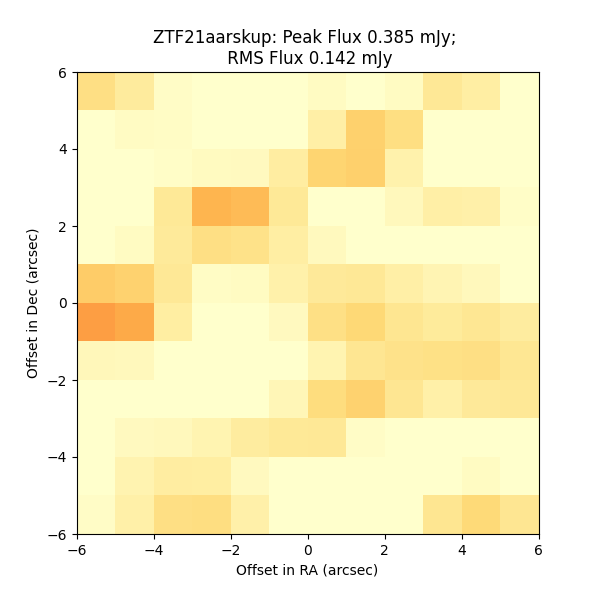 ZTF21aarskup: Peak Flux 0.385 mJy;
RMS Flux 0.142 mJy
6
4
2
0
−2
−4
−6
Offset in Dec (arcsec)
−6 −4 −2 0 2 4 6
Offset in RA (arcsec)